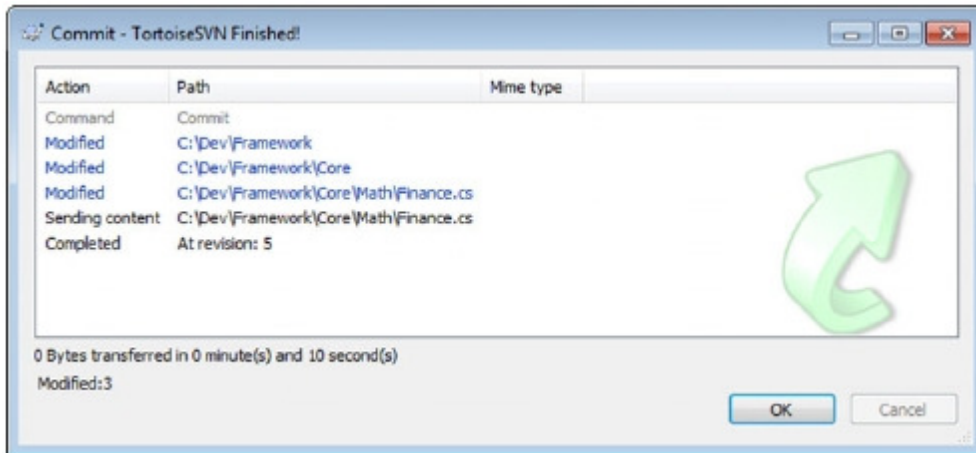 Commit - TortoiseSVN Finished!
Action Path Mime type
Command Commit
Modified C:\Dev\Framework
Modified C:\Dev\Framework\Core
Modified C:\Dev\Framework\Core\Math\Finance.cs
Sending content C:\Dev\Framework\Core\Math\Finance.cs
Completed At revision: 5
0 Bytes transferred in 0 minute(s) and 10 second(s)
Modified:3
OK Cancel